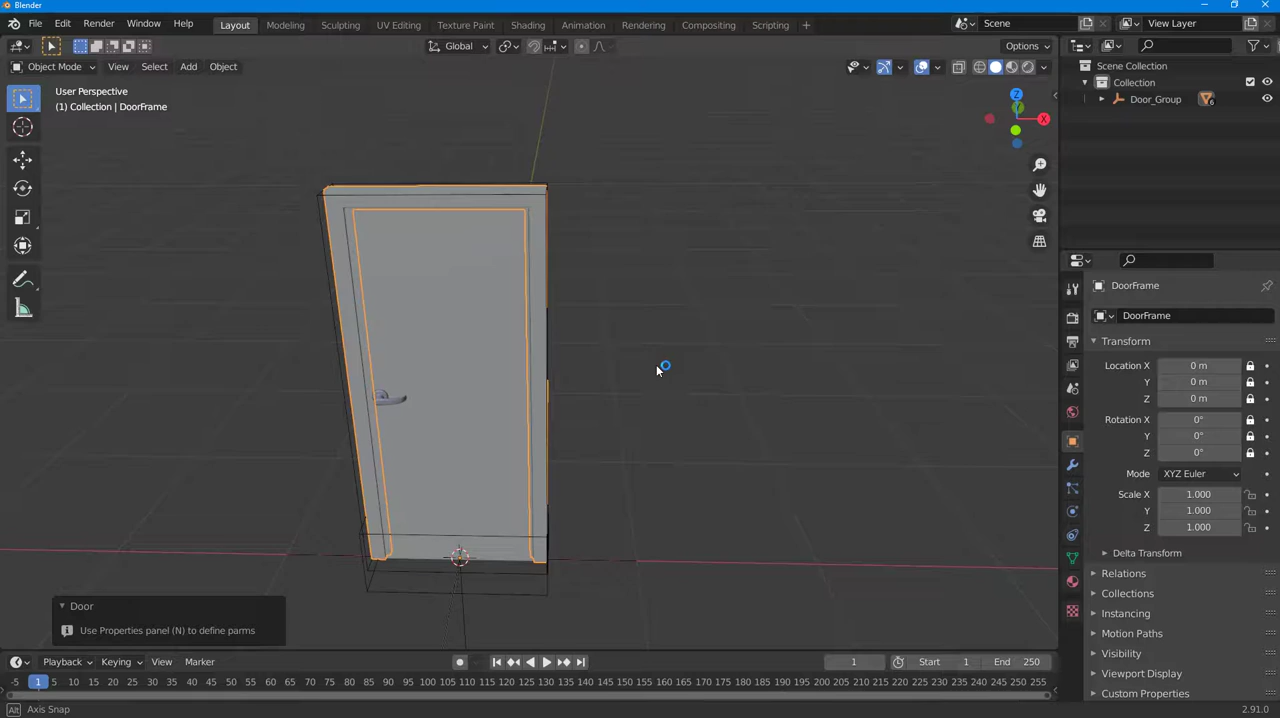 Blender
File Edit Render Window Help Layout Modeling Sculpting UV Editing Texture Paint Shading Animation Rendering Compositing Scripting + Scene View Layer
Global Options
Object Mode View Select Add Object
User Perspective
(1) Collection | DoorFrame
Z
Y
X
Scene Collection
Collection
Door_Group 6
DoorFrame
DoorFrame
Transform
Location X 0 m
Y 0 m
Z 0 m
Rotation X 0°
Y 0°
Z 0°
Mode XYZ Euler
Scale X 1.000
Y 1.000
Z 1.000
Delta Transform
Relations
Collections
Instancing
Motion Paths
Visibility
Viewport Display
Custom Properties
Door
Use Properties panel (N) to define parms
Playback Keying View Marker 1 Start 1 End 250
-5 1 5 10 15 20 25 30 35 40 45 50 55 60 65 70 75 80 85 90 95 100 105 110 115 120 125 130 135 140 145 150 155 160 165 170 175 180 185 190 195 200 205 210 215 220 225 230 235 240 245 250 255
Alt Axis Snap 2.91.0